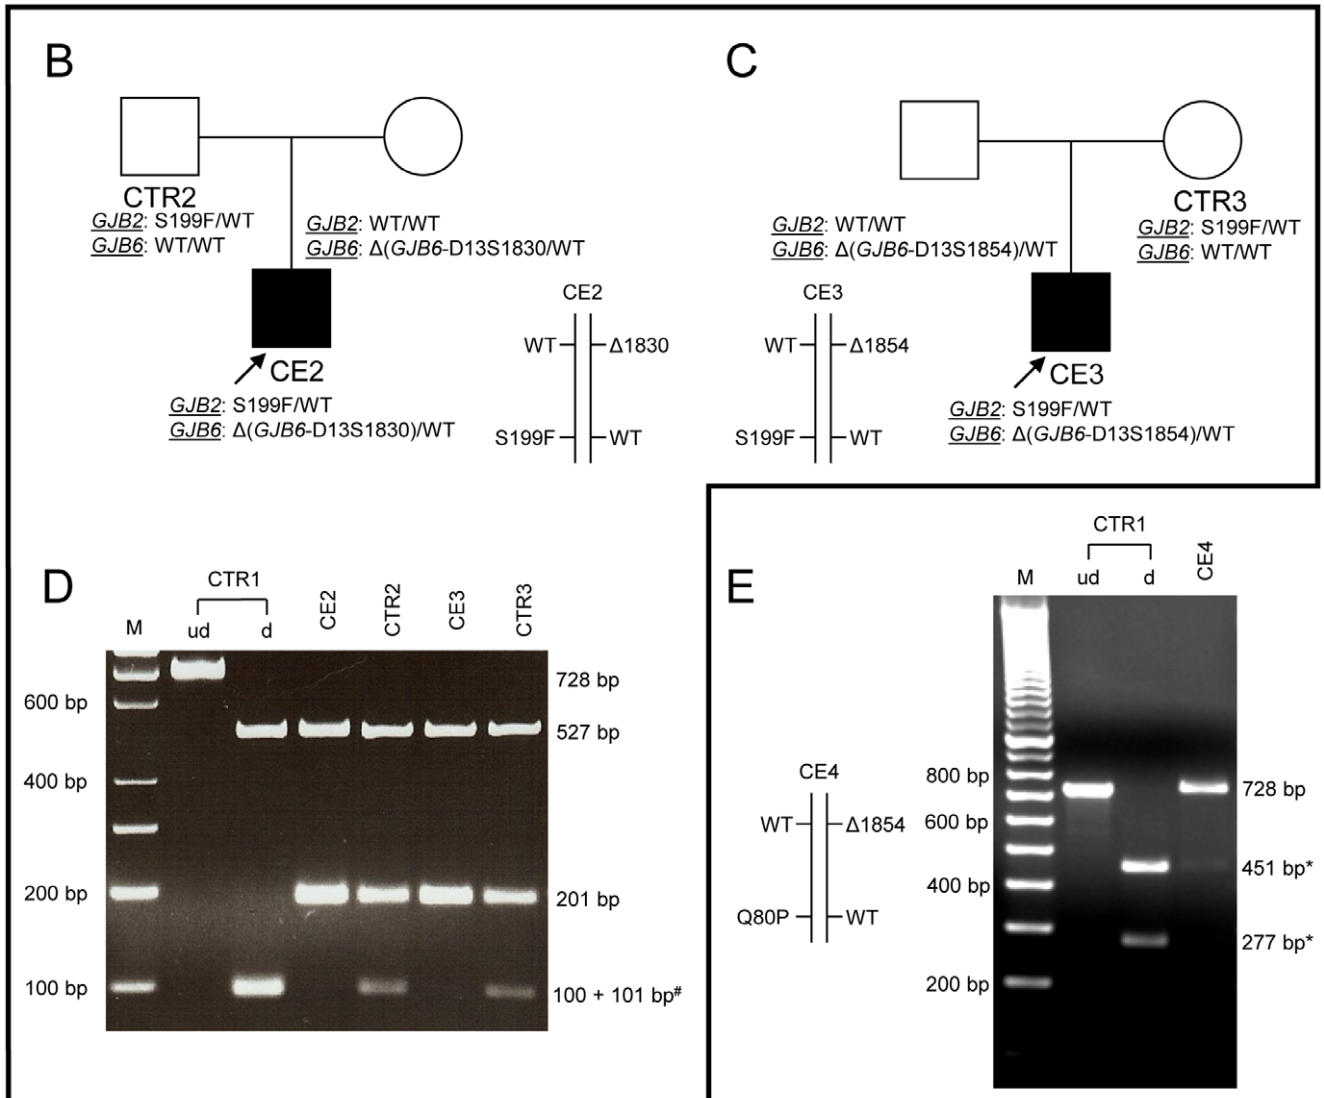 B
CTR2
GJB2: S199F/WT
GJB6: WT/WT
GJB2: WT/WT
GJB6: Δ(GJB6-D13S1830/WT
CE2
GJB2: S199F/WT
GJB6: Δ(GJB6-D13S1830)/WT
CE2
WT Δ1830
S199F WT
C
CTR3
GJB2: S199F/WT
GJB6: WT/WT
GJB2: WT/WT
GJB6: Δ(GJB6-D13S1854)/WT
CE3
WT Δ1854
S199F WT
CE3
GJB2: S199F/WT
GJB6: Δ(GJB6-D13S1854)/WT
D
CTR1
M ud d CE2 CTR2 CE3 CTR3
600 bp
400 bp
200 bp
100 bp
728 bp
527 bp
201 bp
100 + 101 bp#
E
CE4
WT Δ1854
Q80P WT
CTR1
M ud d CE4
800 bp
600 bp
400 bp
200 bp
728 bp
451 bp*
277 bp*